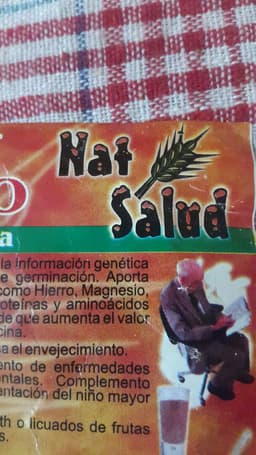 Nat
Salud
o
a
la información genética
e germinación. Aporta
como Hierro, Magnesio,
oteínas y aminoácidos
de que aumenta el valor
cina.
a el envejecimiento.
ento de enfermedades
entales. Complemento
entación del niño mayor
th o licuados de frutas
s.